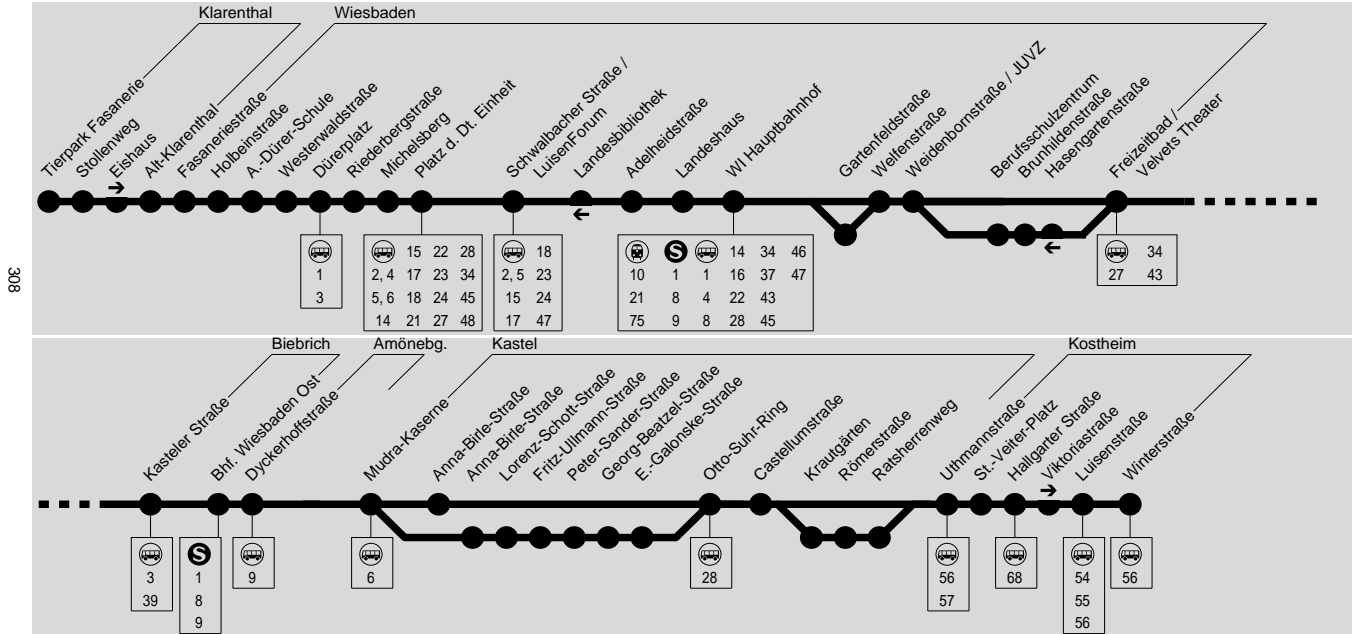 Klarenthal
Wiesbaden
Tierpark Fasanerie
Stollenweg
Eishaus
Alt-Klarenthal
Fasaneriestraße
Holbeinstraße
A.-Dürer-Schule
Westerwaldstraße
Dürerplatz
Riederbergstraße
Michelsberg
Platz d. Dt. Einheit
Schwalbacher Straße /
LuisenForum
Landesbibliothek
Adelheidstraße
Landeshaus
WI Hauptbahnhof
Gartenfeldstraße
Welfenstraße
Weidenbornstraße / JUVZ
Berufsschulzentrum
Brunhildenstraße
Hasengartenstraße
Freizeitbad /
Velvets Theater
1
3
15 22 28
2, 4 17 23 34
5, 6 18 24 45
14 21 27 48
18
2, 5 23
15 24
17 47
S 14 34 46
10 1 1 16 37 47
21 8 4 22 43
75 9 8 28 45
34
27 43
308
Biebrich
Amönebg.
Kastel
Kostheim
Kasteler Straße
Bhf. Wiesbaden Ost
Dyckerhoffstraße
Mudra-Kaserne
Anna-Birle-Straße
Anna-Birle-Straße
Lorenz-Schott-Straße
Fritz-Ullmann-Straße
Peter-Sander-Straße
Georg-Beatzel-Straße
E.-Galonske-Straße
Otto-Suhr-Ring
Castellumstraße
Krautgärten
Römerstraße
Ratsherrenweg
Uthmannstraße
St.-Veiter-Platz
Hallgarter Straße
Viktoriastraße
Luisenstraße
Winterstraße
3
39
S
1
8
9
9
6
28
56
57
68
54
55
56
56